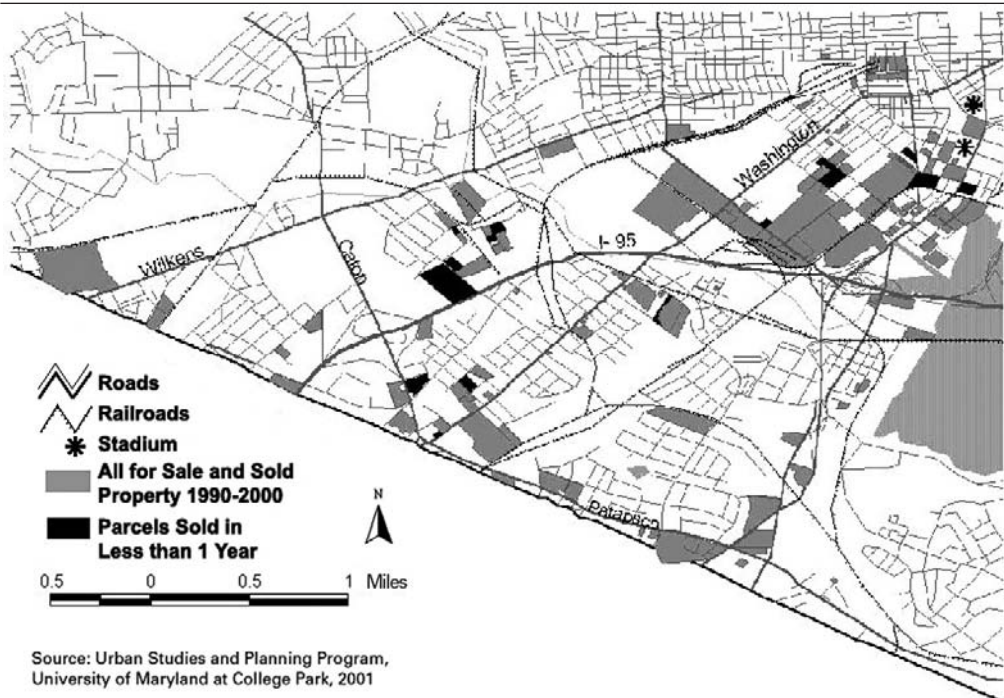 Washington
I- 95
Wilkens
Caton
Patapsco
Roads
Railroads
Stadium
All for Sale and Sold
Property 1990-2000
Parcels Sold in
Less than 1 Year
N
0.5 0 0.5 1 Miles
Source: Urban Studies and Planning Program,
University of Maryland at College Park, 2001